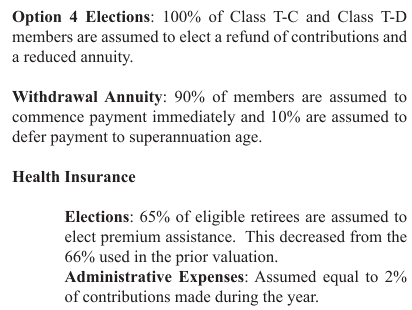 Option 4 Elections: 100% of Class T-C and Class T-D
members are assumed to elect a refund of contributions and
a reduced annuity.
Withdrawal Annuity: 90% of members are assumed to
commence payment immediately and 10% are assumed to
defer payment to superannuation age.
Health Insurance
Elections: 65% of eligible retirees are assumed to
elect premium assistance. This decreased from the
66% used in the prior valuation.
Administrative Expenses: Assumed equal to 2%
of contributions made during the year.